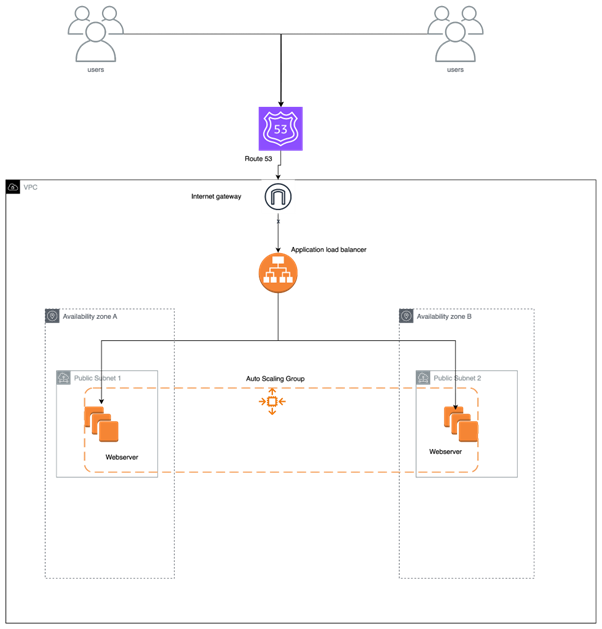 users
users
53
Route 53
VPC
Internet gateway
Application load balancer
Availability zone A
Availability zone B
Public Subnet 1
Auto Scaling Group
Public Subnet 2
Webserver
Webserver